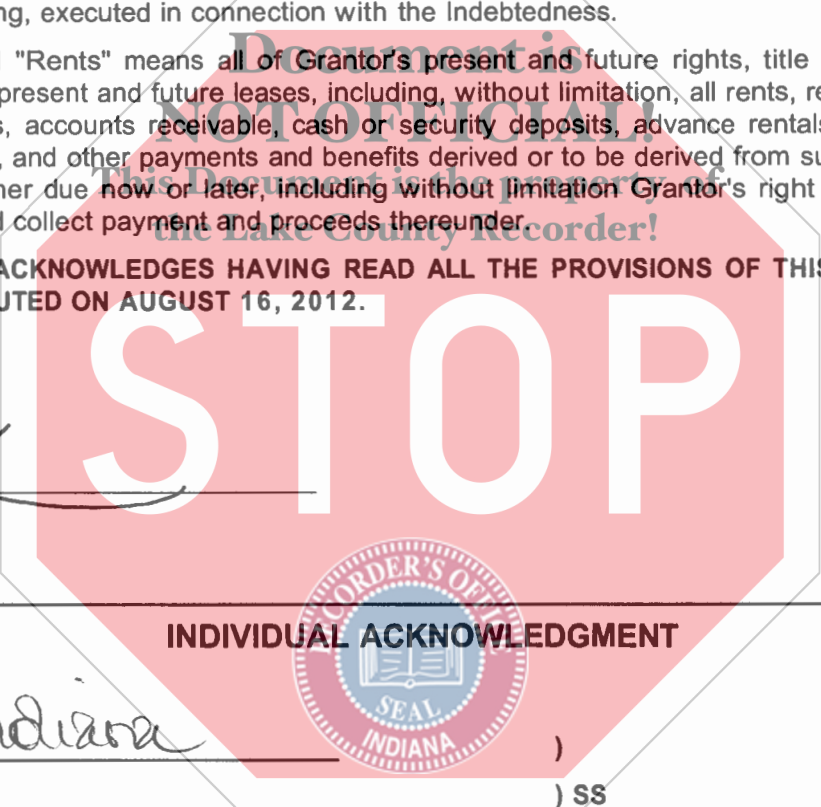 ng, executed in connection with the Indebtedness.
"Rents" means all of Grantor's present and future rights, title
present and future leases, including, without limitation, all rents, re
s, accounts receivable, cash or security deposits, advance rentals
, and other payments and benefits derived or to be derived from su
her due now or later, including without limitation Grantor's right
d collect payment and proceeds thereunder.
Document is
NOT OFFICIAL!
This Document is the property of
the Lake County Recorder!
ACKNOWLEDGES HAVING READ ALL THE PROVISIONS OF THIS
UTED ON AUGUST 16, 2012.
STOP
RECORDER'S OFFICE
SEAL
INDIANA
INDIVIDUAL ACKNOWLEDGMENT
ndiana )
) SS